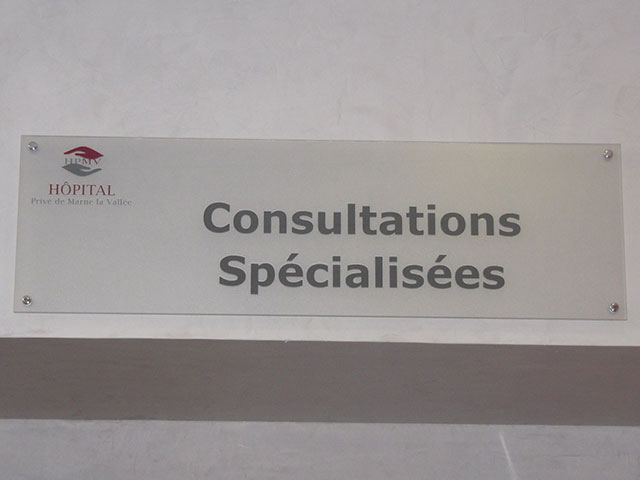 HPMV
HÔPITAL
Privé de Marne la Vallée
Consultations
Spécialisées